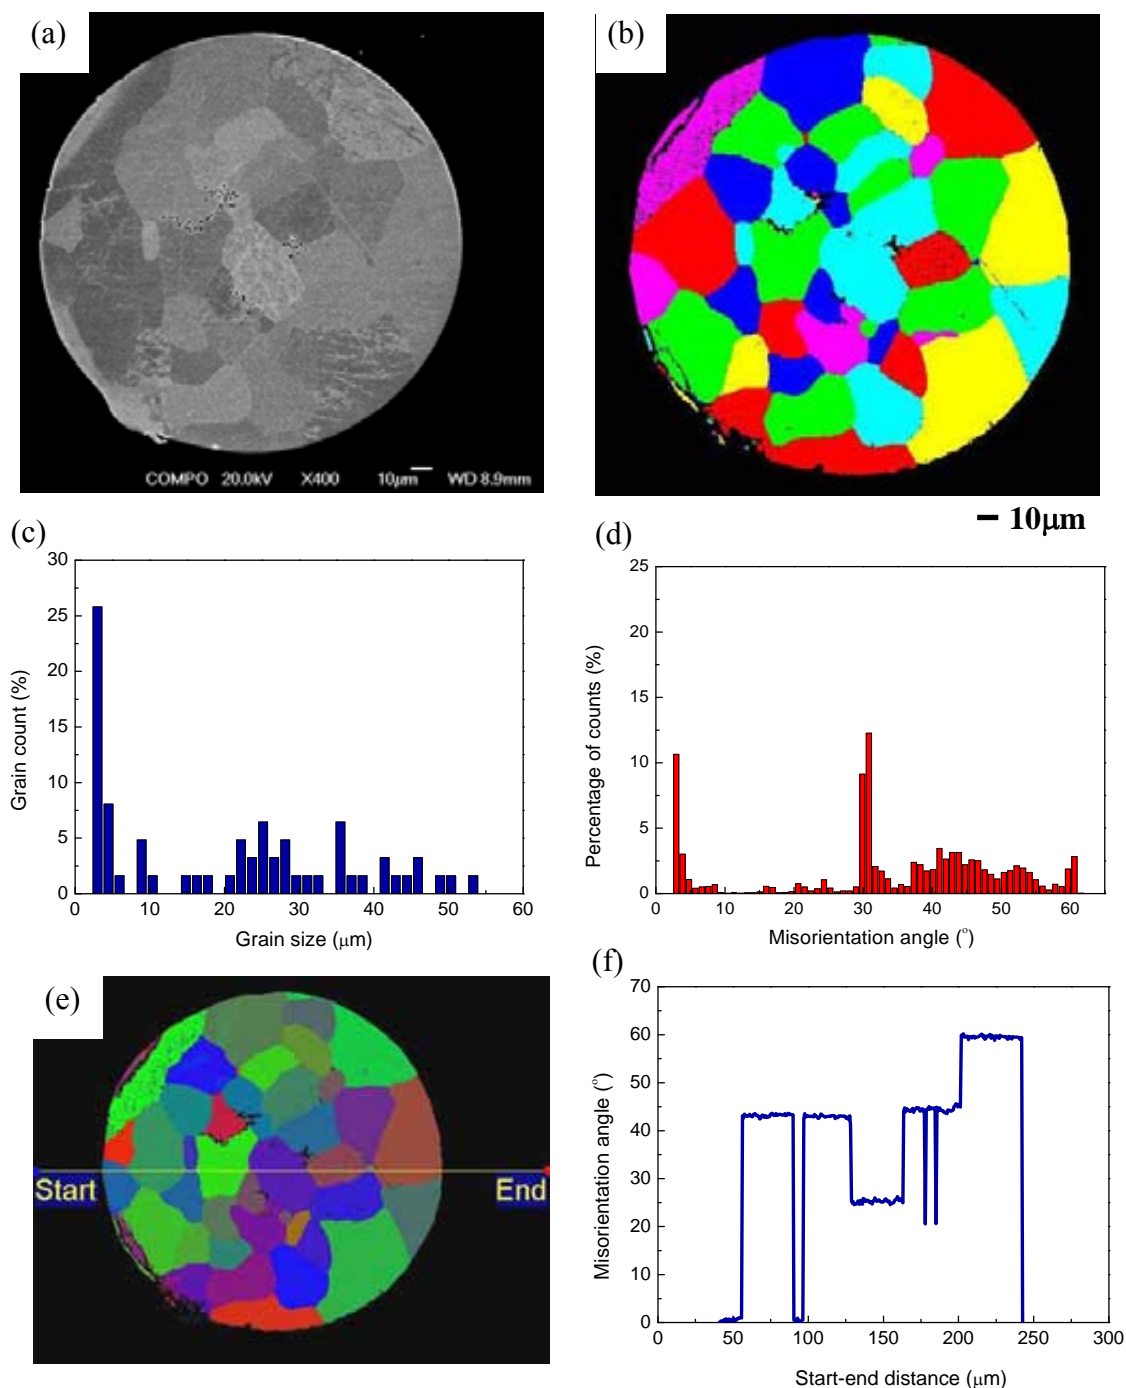 (a)
(b)
COMPO 20.0kV X400 10μm WD 8.9mm
10μm
(c)
(d)
30
25
20
15
10
5
0
Grain count (%)
0 10 20 30 40 50 60
Grain size (μm)
25
20
15
10
5
0
Percentage of counts (%)
0 10 20 30 40 50 60
Misorientation angle (°)
(e)
Start
End
(f)
70
60
50
40
30
20
10
0
Misorientation angle (°)
0 50 100 150 200 250 300
Start-end distance (μm)